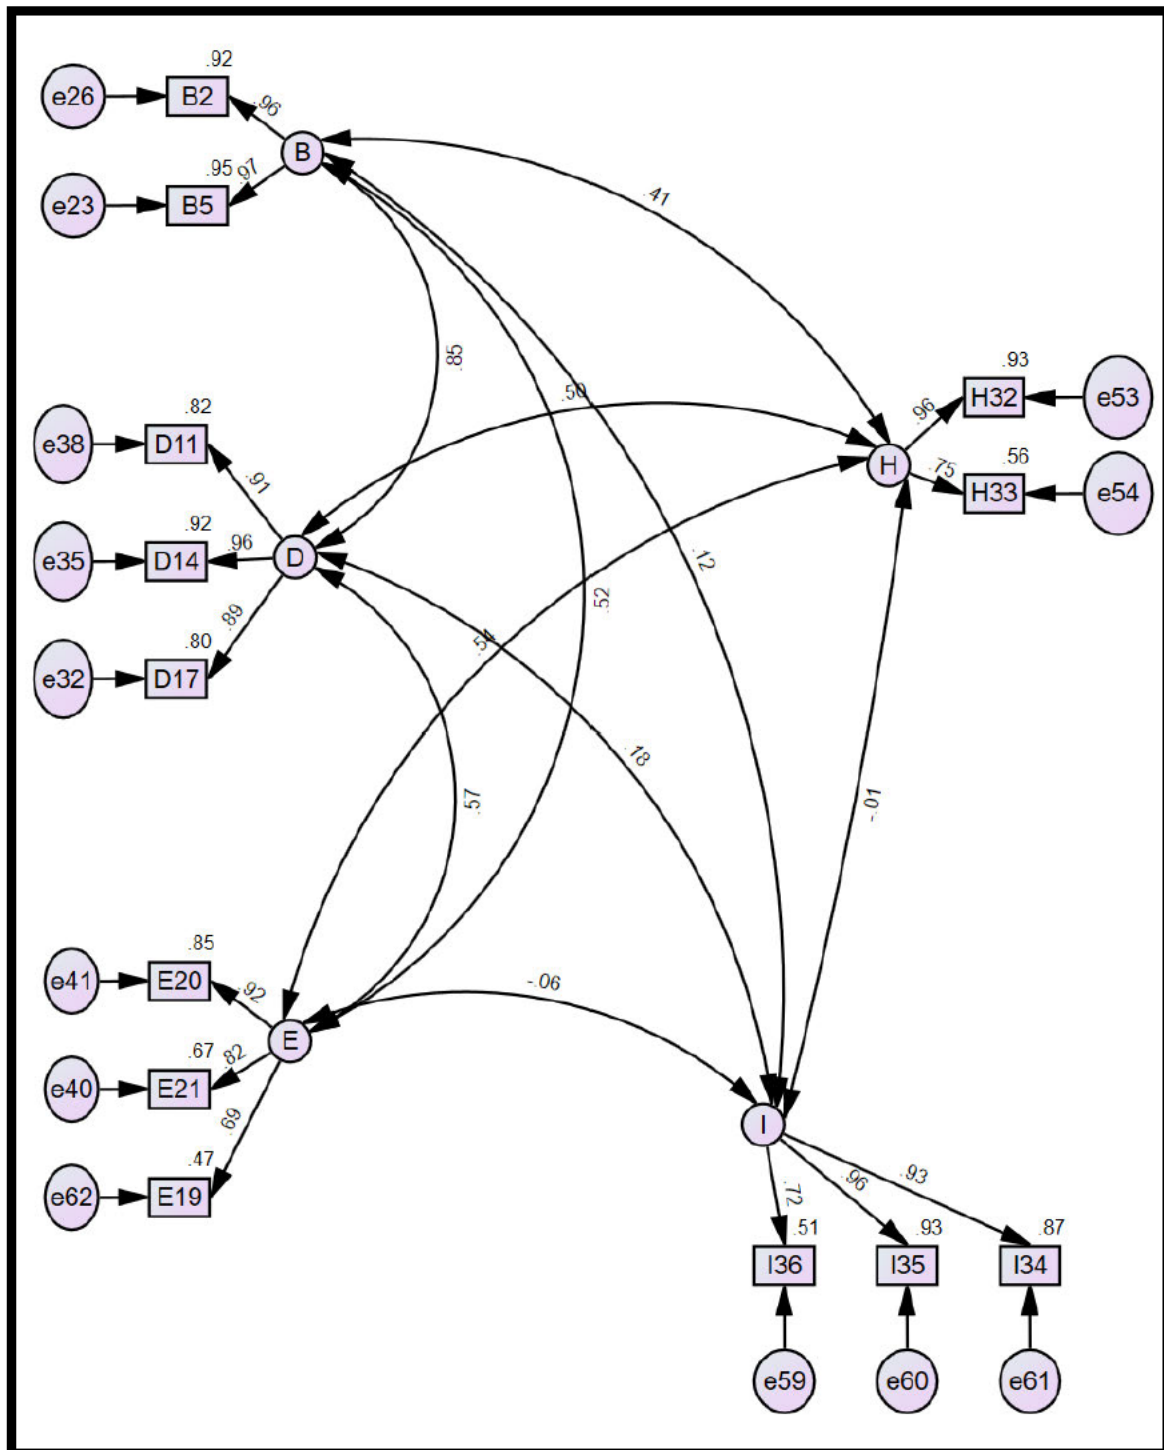 .92
e26
B2
.96
B
.95
.97
e23
B5
.41
.85
.93
H32
e53
.96
.50
H
.82
e38
D11
.91
.75
.56
H33
e54
.92
e35
D14
.96
D
.12
.52
.89
.80
e32
D17
.54
.18
.57
-.01
.85
e41
E20
.92
-.06
E
.67
.82
e40
E21
.69
.47
e62
E19
I
.72
.96
.93
.51
.93
.87
I36
I35
I34
e59
e60
e61